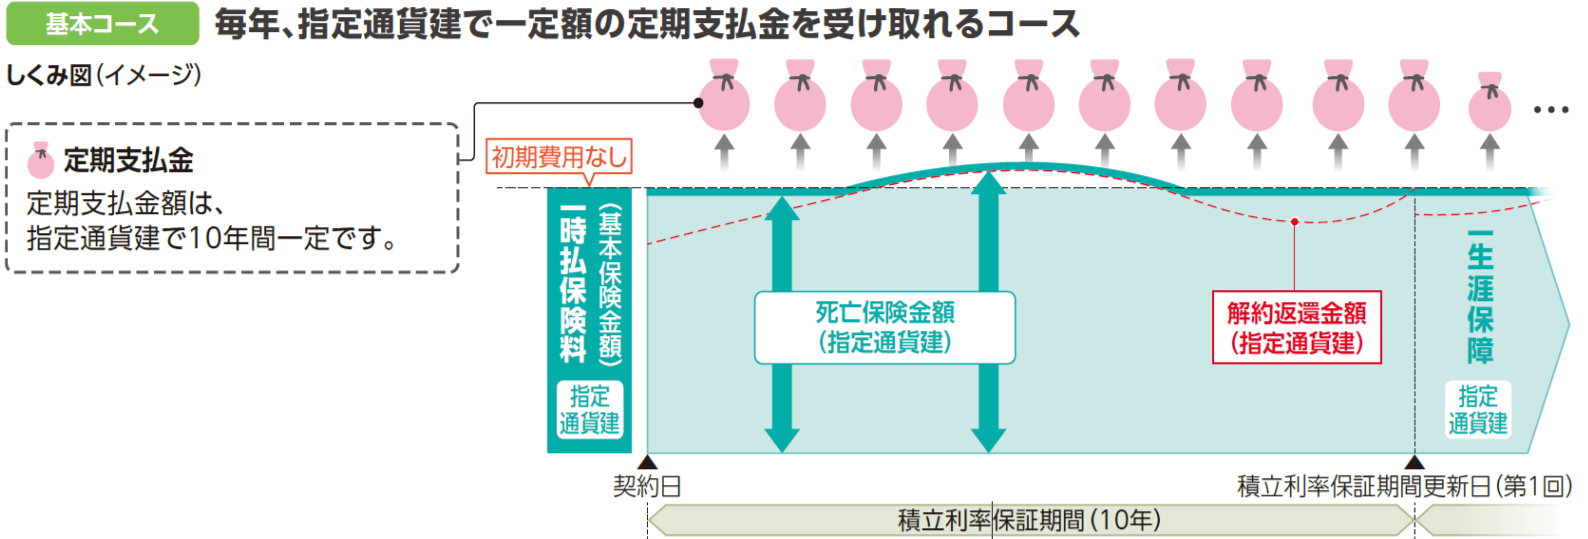 基本コース
毎年、指定通貨建で一定額の定期支払金を受け取れるコース
しくみ図(イメージ)
定期支払金
定期支払金額は、
指定通貨建で10年間一定です。
初期費用なし
一時払保険料
(基本保険金額)
指定
通貨建
死亡保険金額
(指定通貨建)
解約返還金額
(指定通貨建)
一生涯保障
指定
通貨建
…
契約日
積立利率保証期間更新日(第1回)
積立利率保証期間(10年)